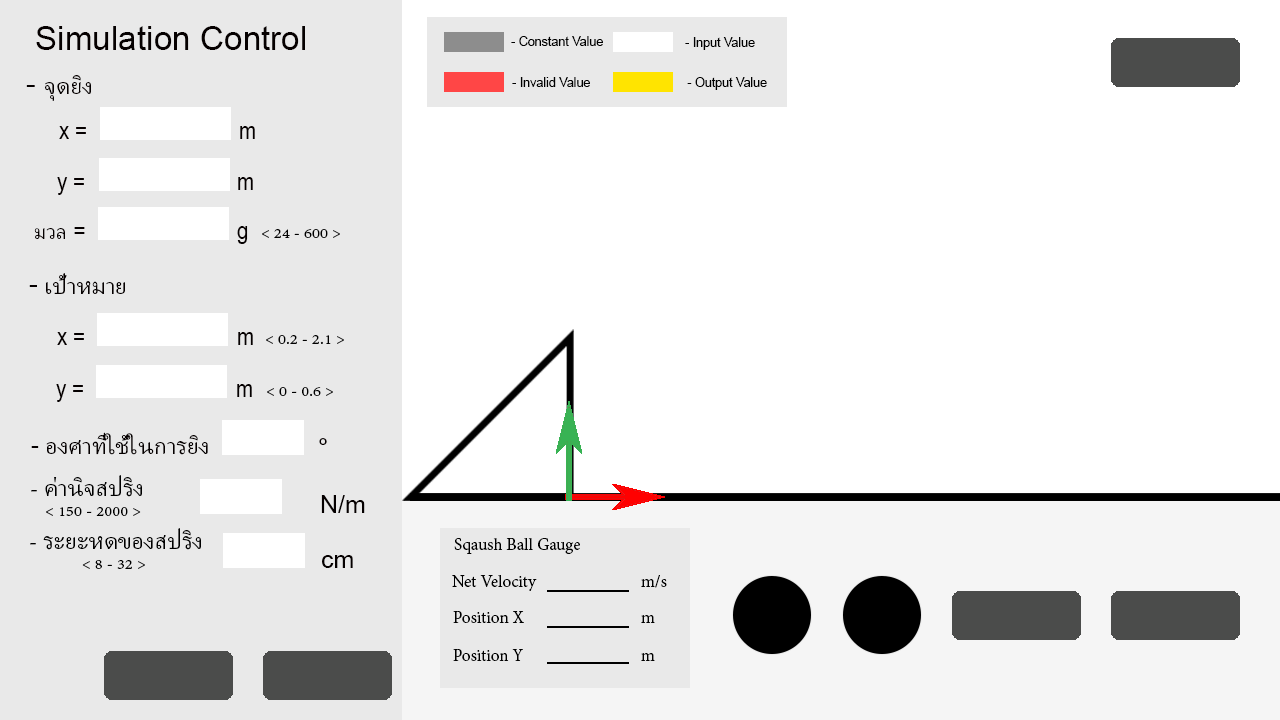 Simulation Control
- จุดยิง
x = m
y = m
มวล = g < 24 - 600 >
- เป้าหมาย
x = m < 0.2 - 2.1 >
y = m < 0 - 0.6 >
- องศาที่ใช้ในการยิง °
- ค่านิจสปริง N/m
< 150 - 2000 >
- ระยะหดของสปริง cm
< 8 - 32 >
- Constant Value - Input Value
- Invalid Value - Output Value
Sqaush Ball Gauge
Net Velocity m/s
Position X m
Position Y m